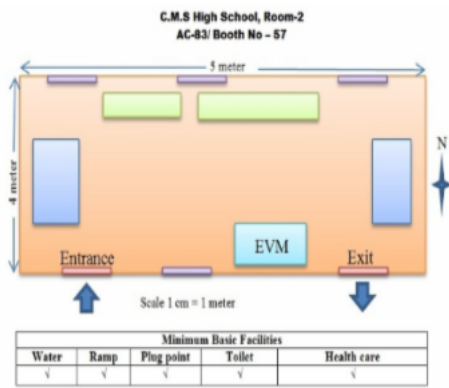 C.M.S High School, Room-2
AC-83/ Booth No – 57
5 meter
4 meter
N
EVM
Entrance
Exit
Scale 1 cm = 1 meter
Minimum Basic Facilities
Water Ramp Plug point Toilet Health care
√ √ √ √ √